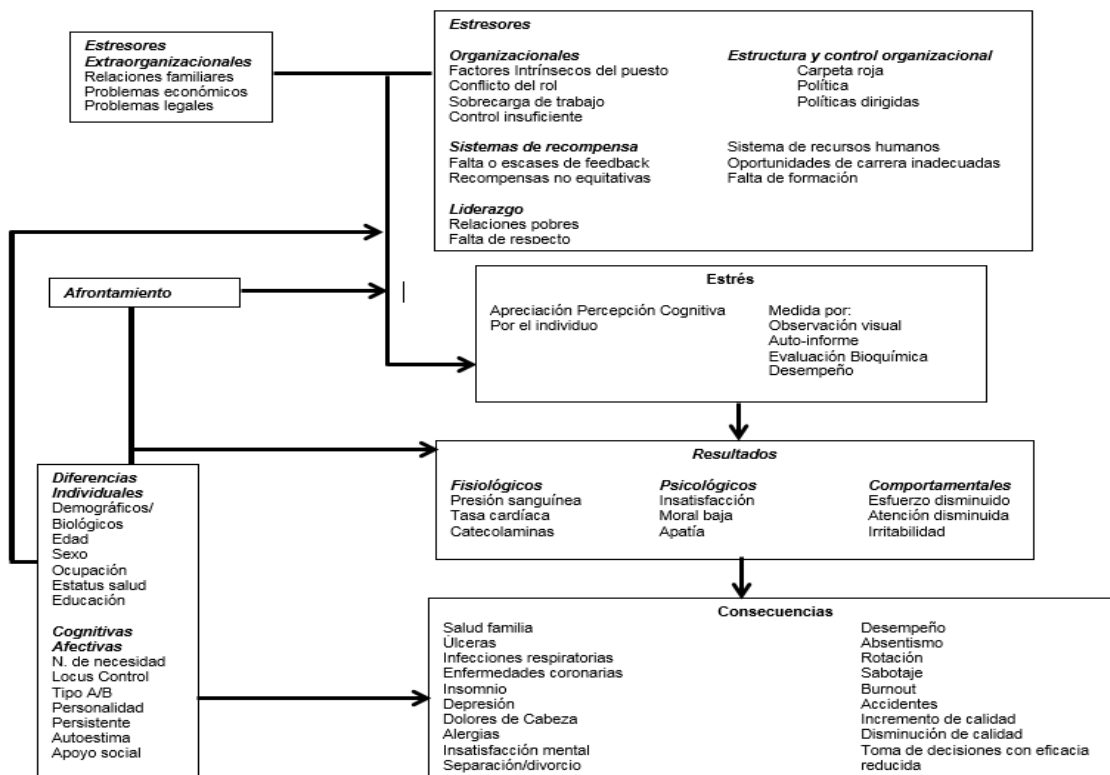 Estresores
Extraorganizacionales
Relaciones familiares
Problemas económicos
Problemas legales
Estresores
Organizacionales
Factores Intrínsecos del puesto
Conflicto del rol
Sobrecarga de trabajo
Control insuficiente
Estructura y control organizacional
Carpeta roja
Política
Políticas dirigidas
Sistemas de recompensa
Falta o escases de feedback
Recompensas no equitativas
Sistema de recursos humanos
Oportunidades de carrera inadecuadas
Falta de formación
Liderazgo
Relaciones pobres
Falta de respecto
Afrontamiento
Estrés
Apreciación Percepción Cognitiva
Por el individuo
Medida por:
Observación visual
Auto-informe
Evaluación Bioquímica
Desempeño
Resultados
Fisiológicos
Presión sanguínea
Tasa cardíaca
Catecolaminas
Psicológicos
Insatisfacción
Moral baja
Apatía
Comportamentales
Esfuerzo disminuido
Atención disminuida
Irritabilidad
Diferencias
Individuales
Demográficos/
Biológicos
Edad
Sexo
Ocupación
Estatus salud
Educación
Cognitivas
Afectivas
N. de necesidad
Locus Control
Tipo A/B
Personalidad
Persistente
Autoestima
Apoyo social
Consecuencias
Salud familia
Úlceras
Infecciones respiratorias
Enfermedades coronarias
Insomnio
Depresión
Dolores de Cabeza
Alergias
Insatisfacción mental
Separación/divorcio
Desempeño
Absentismo
Rotación
Sabotaje
Burnout
Accidentes
Incremento de calidad
Disminución de calidad
Toma de decisiones con eficacia
reducida